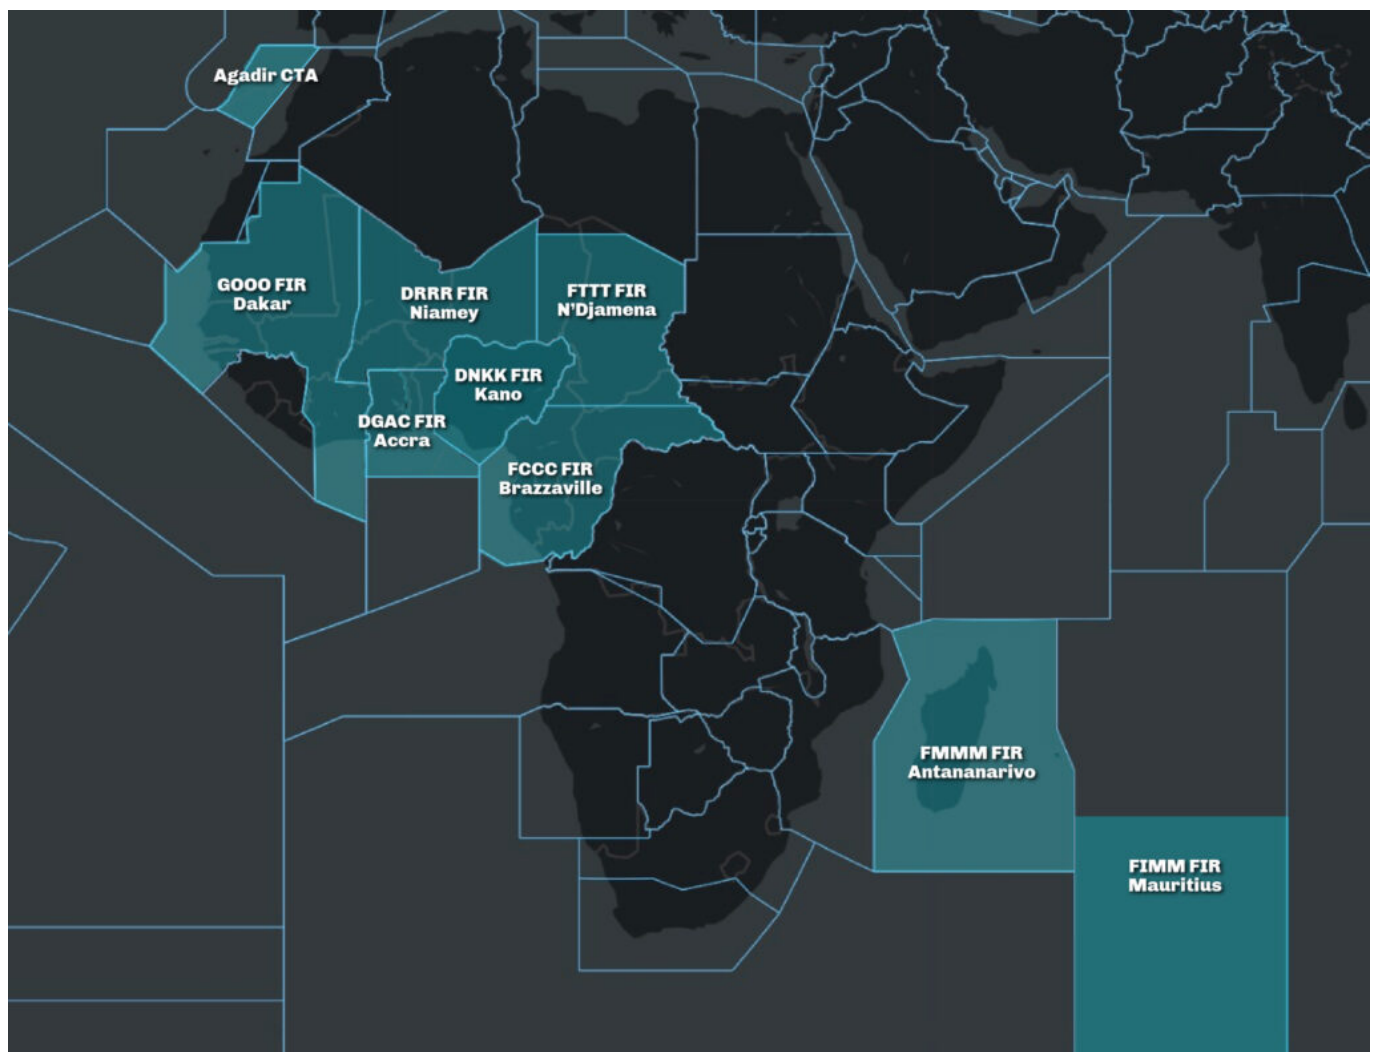 Agadir CTA
GOOO FIR
Dakar
DRRR FIR
Niamey
FTTT FIR
N'Djamena
DNKK FIR
Kano
DGAC FIR
Accra
FCCC FIR
Brazzaville
FMMM FIR
Antananarivo
FIMM FIR
Mauritius